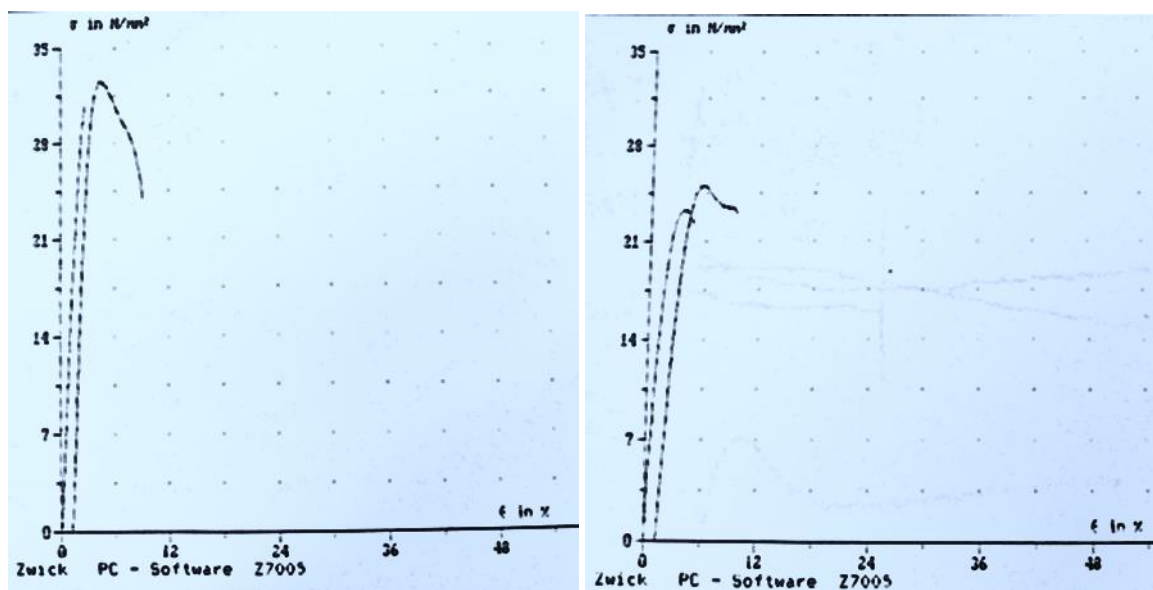 σ in N/mm²
35
28
21
14
7
0
ϵ in %
0 12 24 36 48
Zwick PC - Software Z7005
σ in N/mm²
35
28
21
14
7
0
ϵ in %
0 12 24 36 48
Zwick PC - Software Z7005